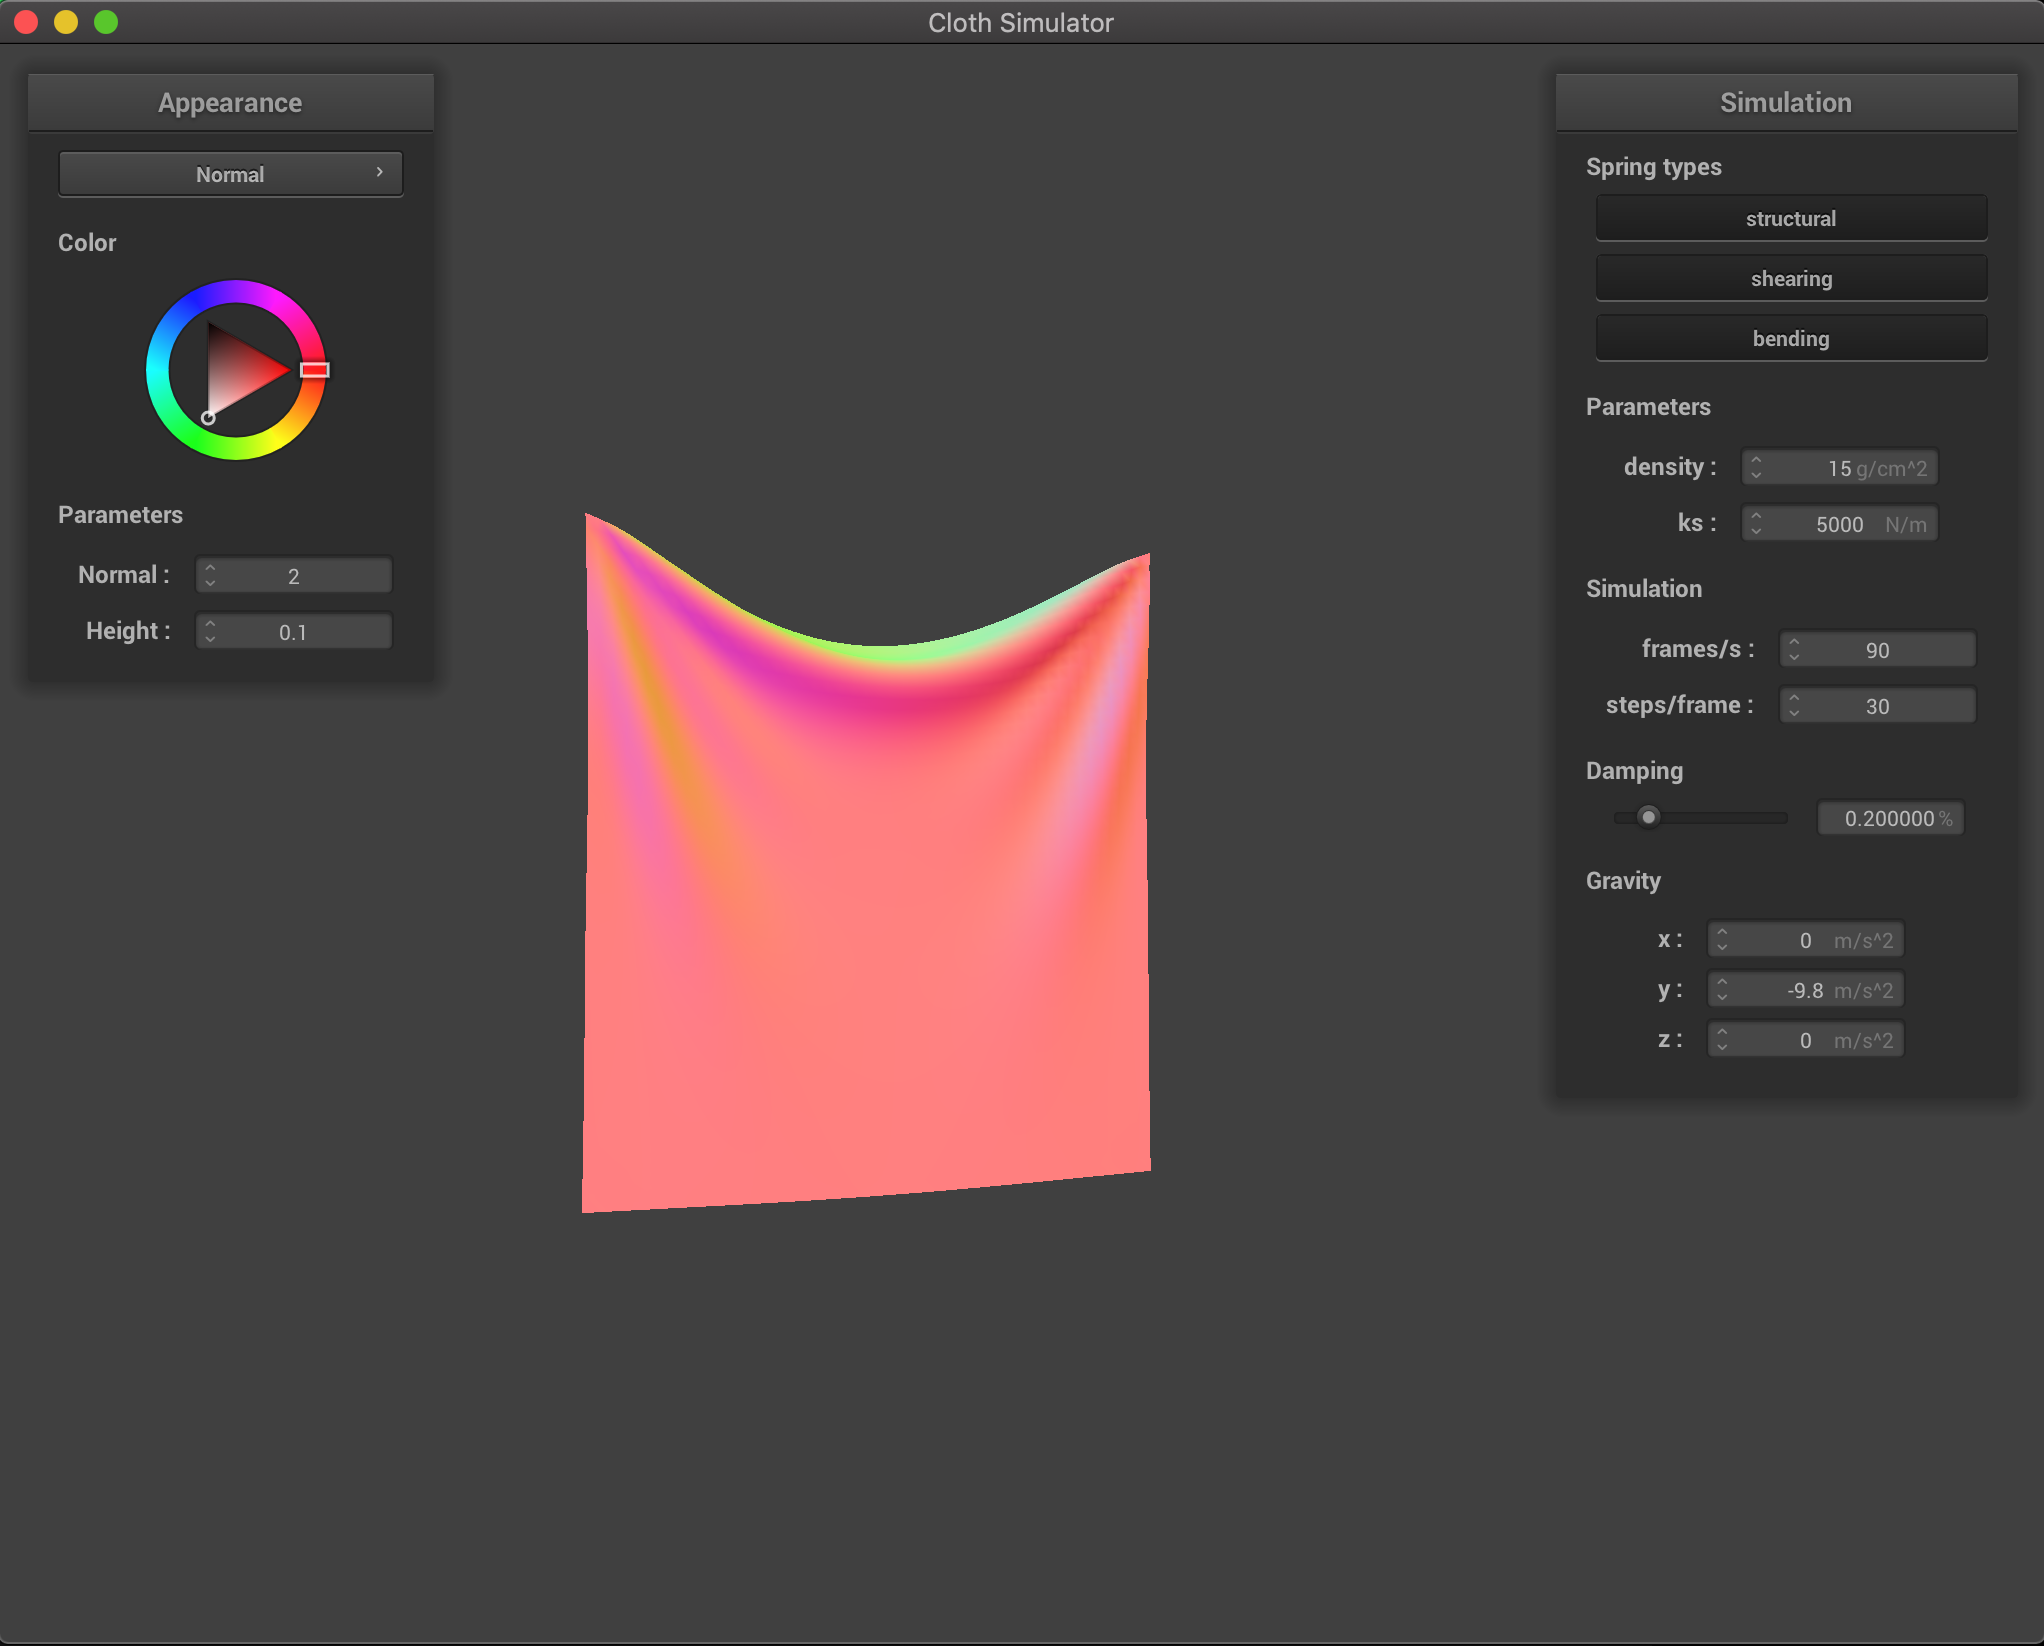 Cloth Simulator
Appearance
Normal
Color
Parameters
Normal : 2
Height : 0.1
Simulation
Spring types
structural
shearing
bending
Parameters
density : 15 g/cm^2
ks : 5000 N/m
Simulation
frames/s : 90
steps/frame : 30
Damping
0.200000 %
Gravity
x : 0 m/s^2
y : -9.8 m/s^2
z : 0 m/s^2